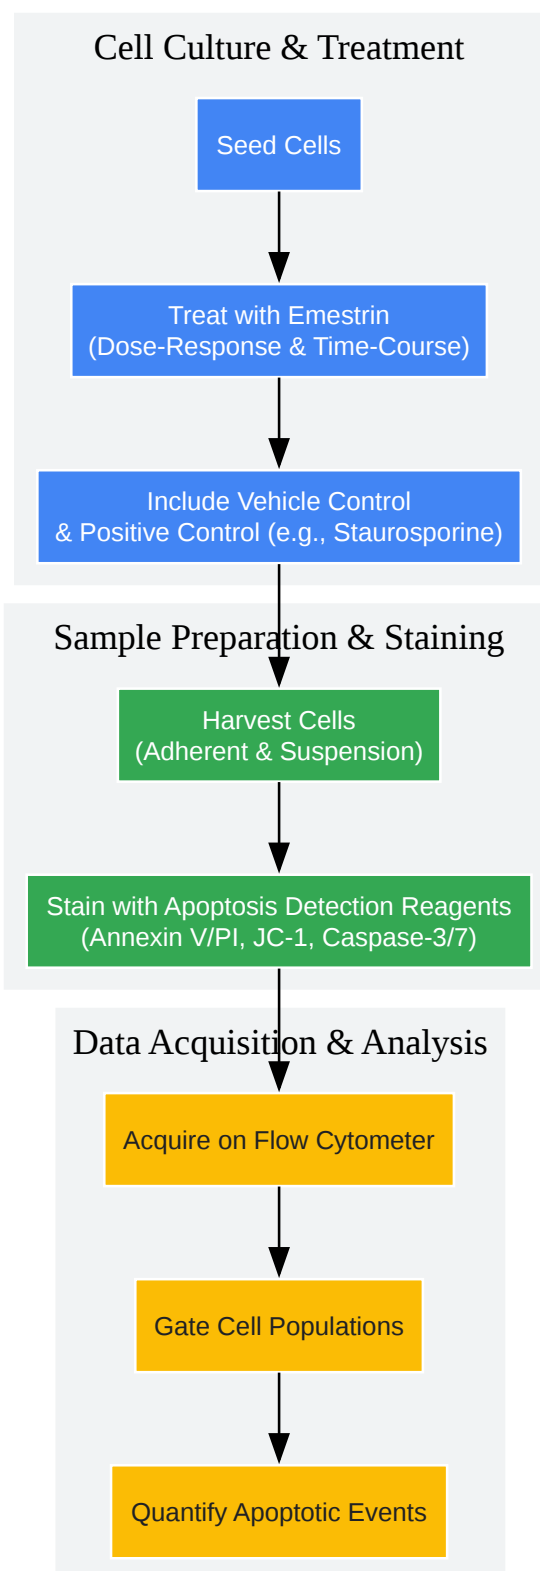 Cell Culture & Treatment
Seed Cells
Treat with Emestrin
(Dose-Response & Time-Course)
Include Vehicle Control
& Positive Control (e.g., Staurosporine)
Sample Preparation & Staining
Harvest Cells
(Adherent & Suspension)
Stain with Apoptosis Detection Reagents
(Annexin V/PI, JC-1, Caspase-3/7)
Data Acquisition & Analysis
Acquire on Flow Cytometer
Gate Cell Populations
Quantify Apoptotic Events